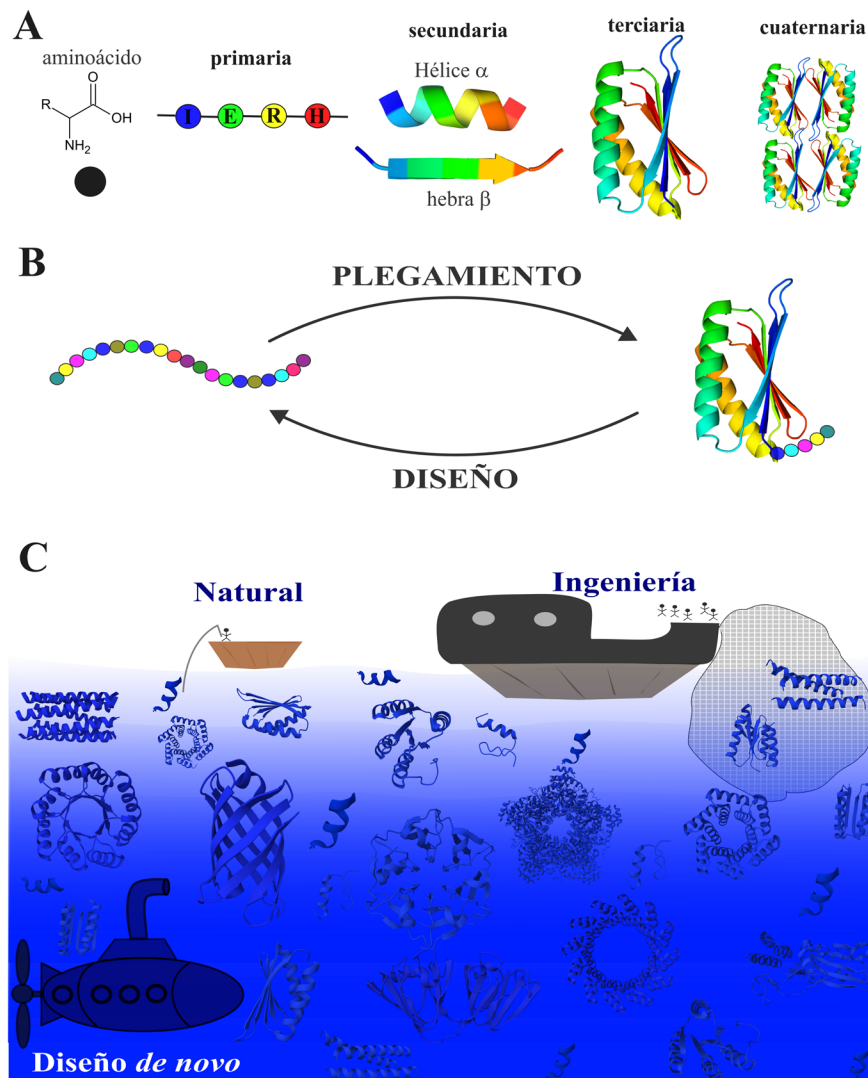 A
aminoácido
primaria
secundaria
terciaria
cuaternaria
O
R
OH
NH2
I E R H
Hélice α
hebra β
B
PLEGAMIENTO
DISEÑO
C
Natural
Ingeniería
Diseño de novo